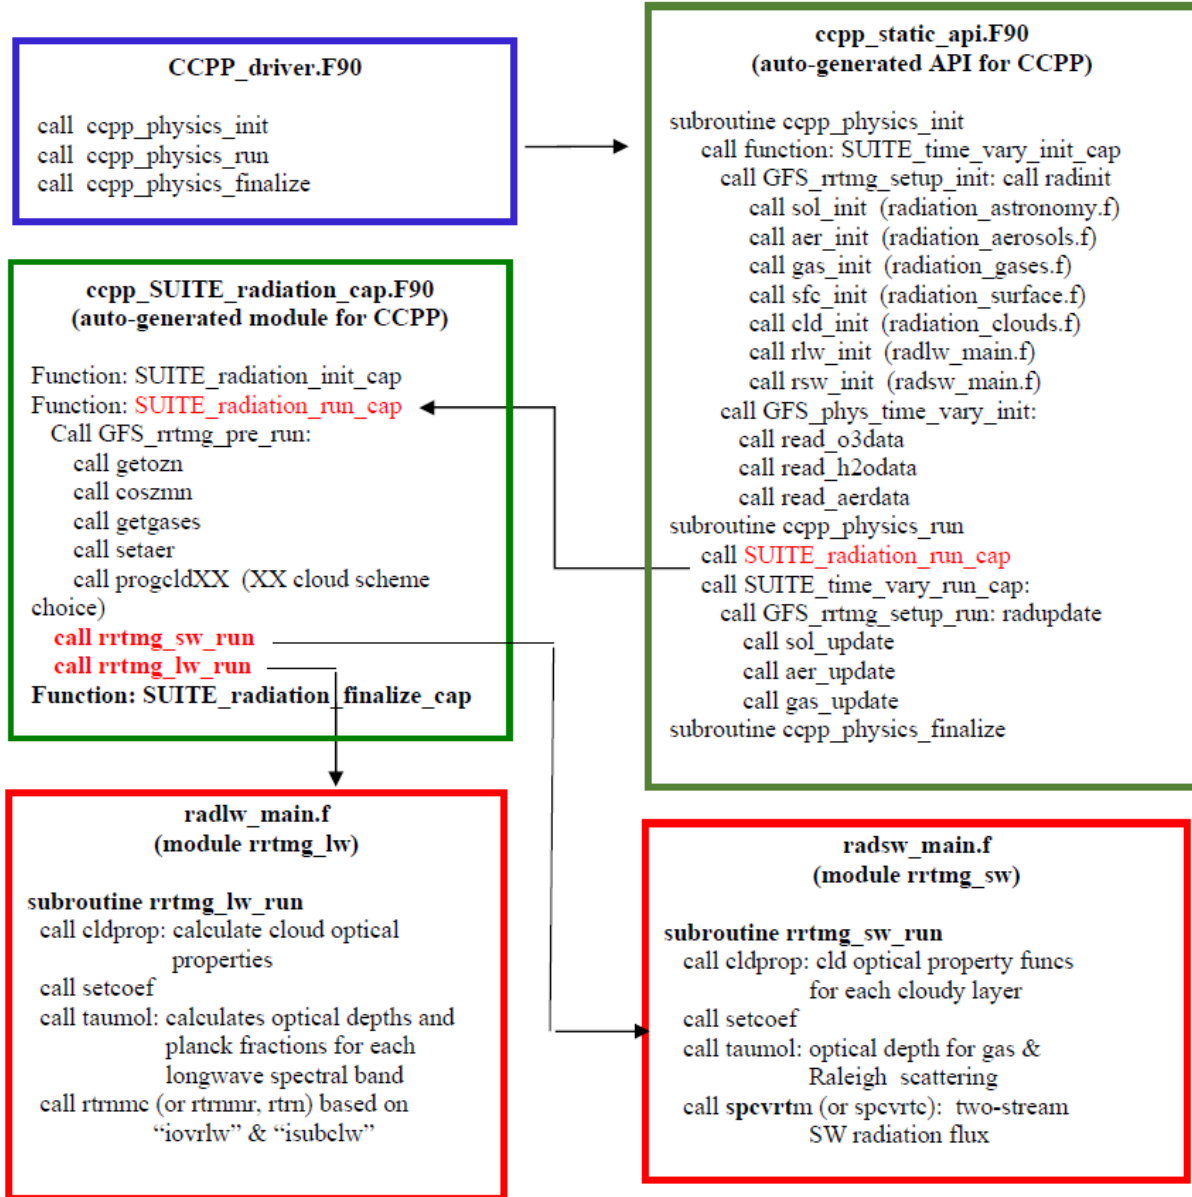 CCPP_driver.F90
call ccpp_physics_init
call ccpp_physics_run
call ccpp_physics_finalize
ccpp_static_api.F90
(auto-generated API for CCPP)
subroutine ccpp_physics_init
call function: SUITE_time_vary_init_cap
call GFS_rrtmg_setup_init: call radinit
call sol_init (radiation_astronomy.f)
call aer_init (radiation_aerosols.f)
call gas_init (radiation_gases.f)
call sfc_init (radiation_surface.f)
call cld_init (radiation_clouds.f)
call rlw_init (radlw_main.f)
call rsw_init (radsw_main.f)
call GFS_phys_time_vary_init:
call read_o3data
call read_h2odata
call read_aerdata
subroutine ccpp_physics_run
call SUITE_radiation_run_cap
call SUITE_time_vary_run_cap:
call GFS_rrtmg_setup_run: radupdate
call sol_update
call aer_update
call gas_update
subroutine ccpp_physics_finalize
ccpp_SUITE_radiation_cap.F90
(auto-generated module for CCPP)
Function: SUITE_radiation_init_cap
Function: SUITE_radiation_run_cap
Call GFS_rrtmg_pre_run:
call getozn
call coszmn
call getgases
call setaer
call progcldXX (XX cloud scheme
choice)
call rrtmg_sw_run
call rrtmg_lw_run
Function: SUITE_radiation_finalize_cap
radlw_main.f
(module rrtmg_lw)
subroutine rrtmg_lw_run
call cldprop: calculate cloud optical
properties
call setcoef
call taumol: calculates optical depths and
planck fractions for each
longwave spectral band
call rtrnmc (or rtrnmr, rtrn) based on
“iovrlw” & “isubclw”
radsw_main.f
(module rrtmg_sw)
subroutine rrtmg_sw_run
call cldprop: cld optical property funcs
for each cloudy layer
call setcoef
call taumol: optical depth for gas &
Raleigh scattering
call spcvrtm (or spcvrtc): two-stream
SW radiation flux